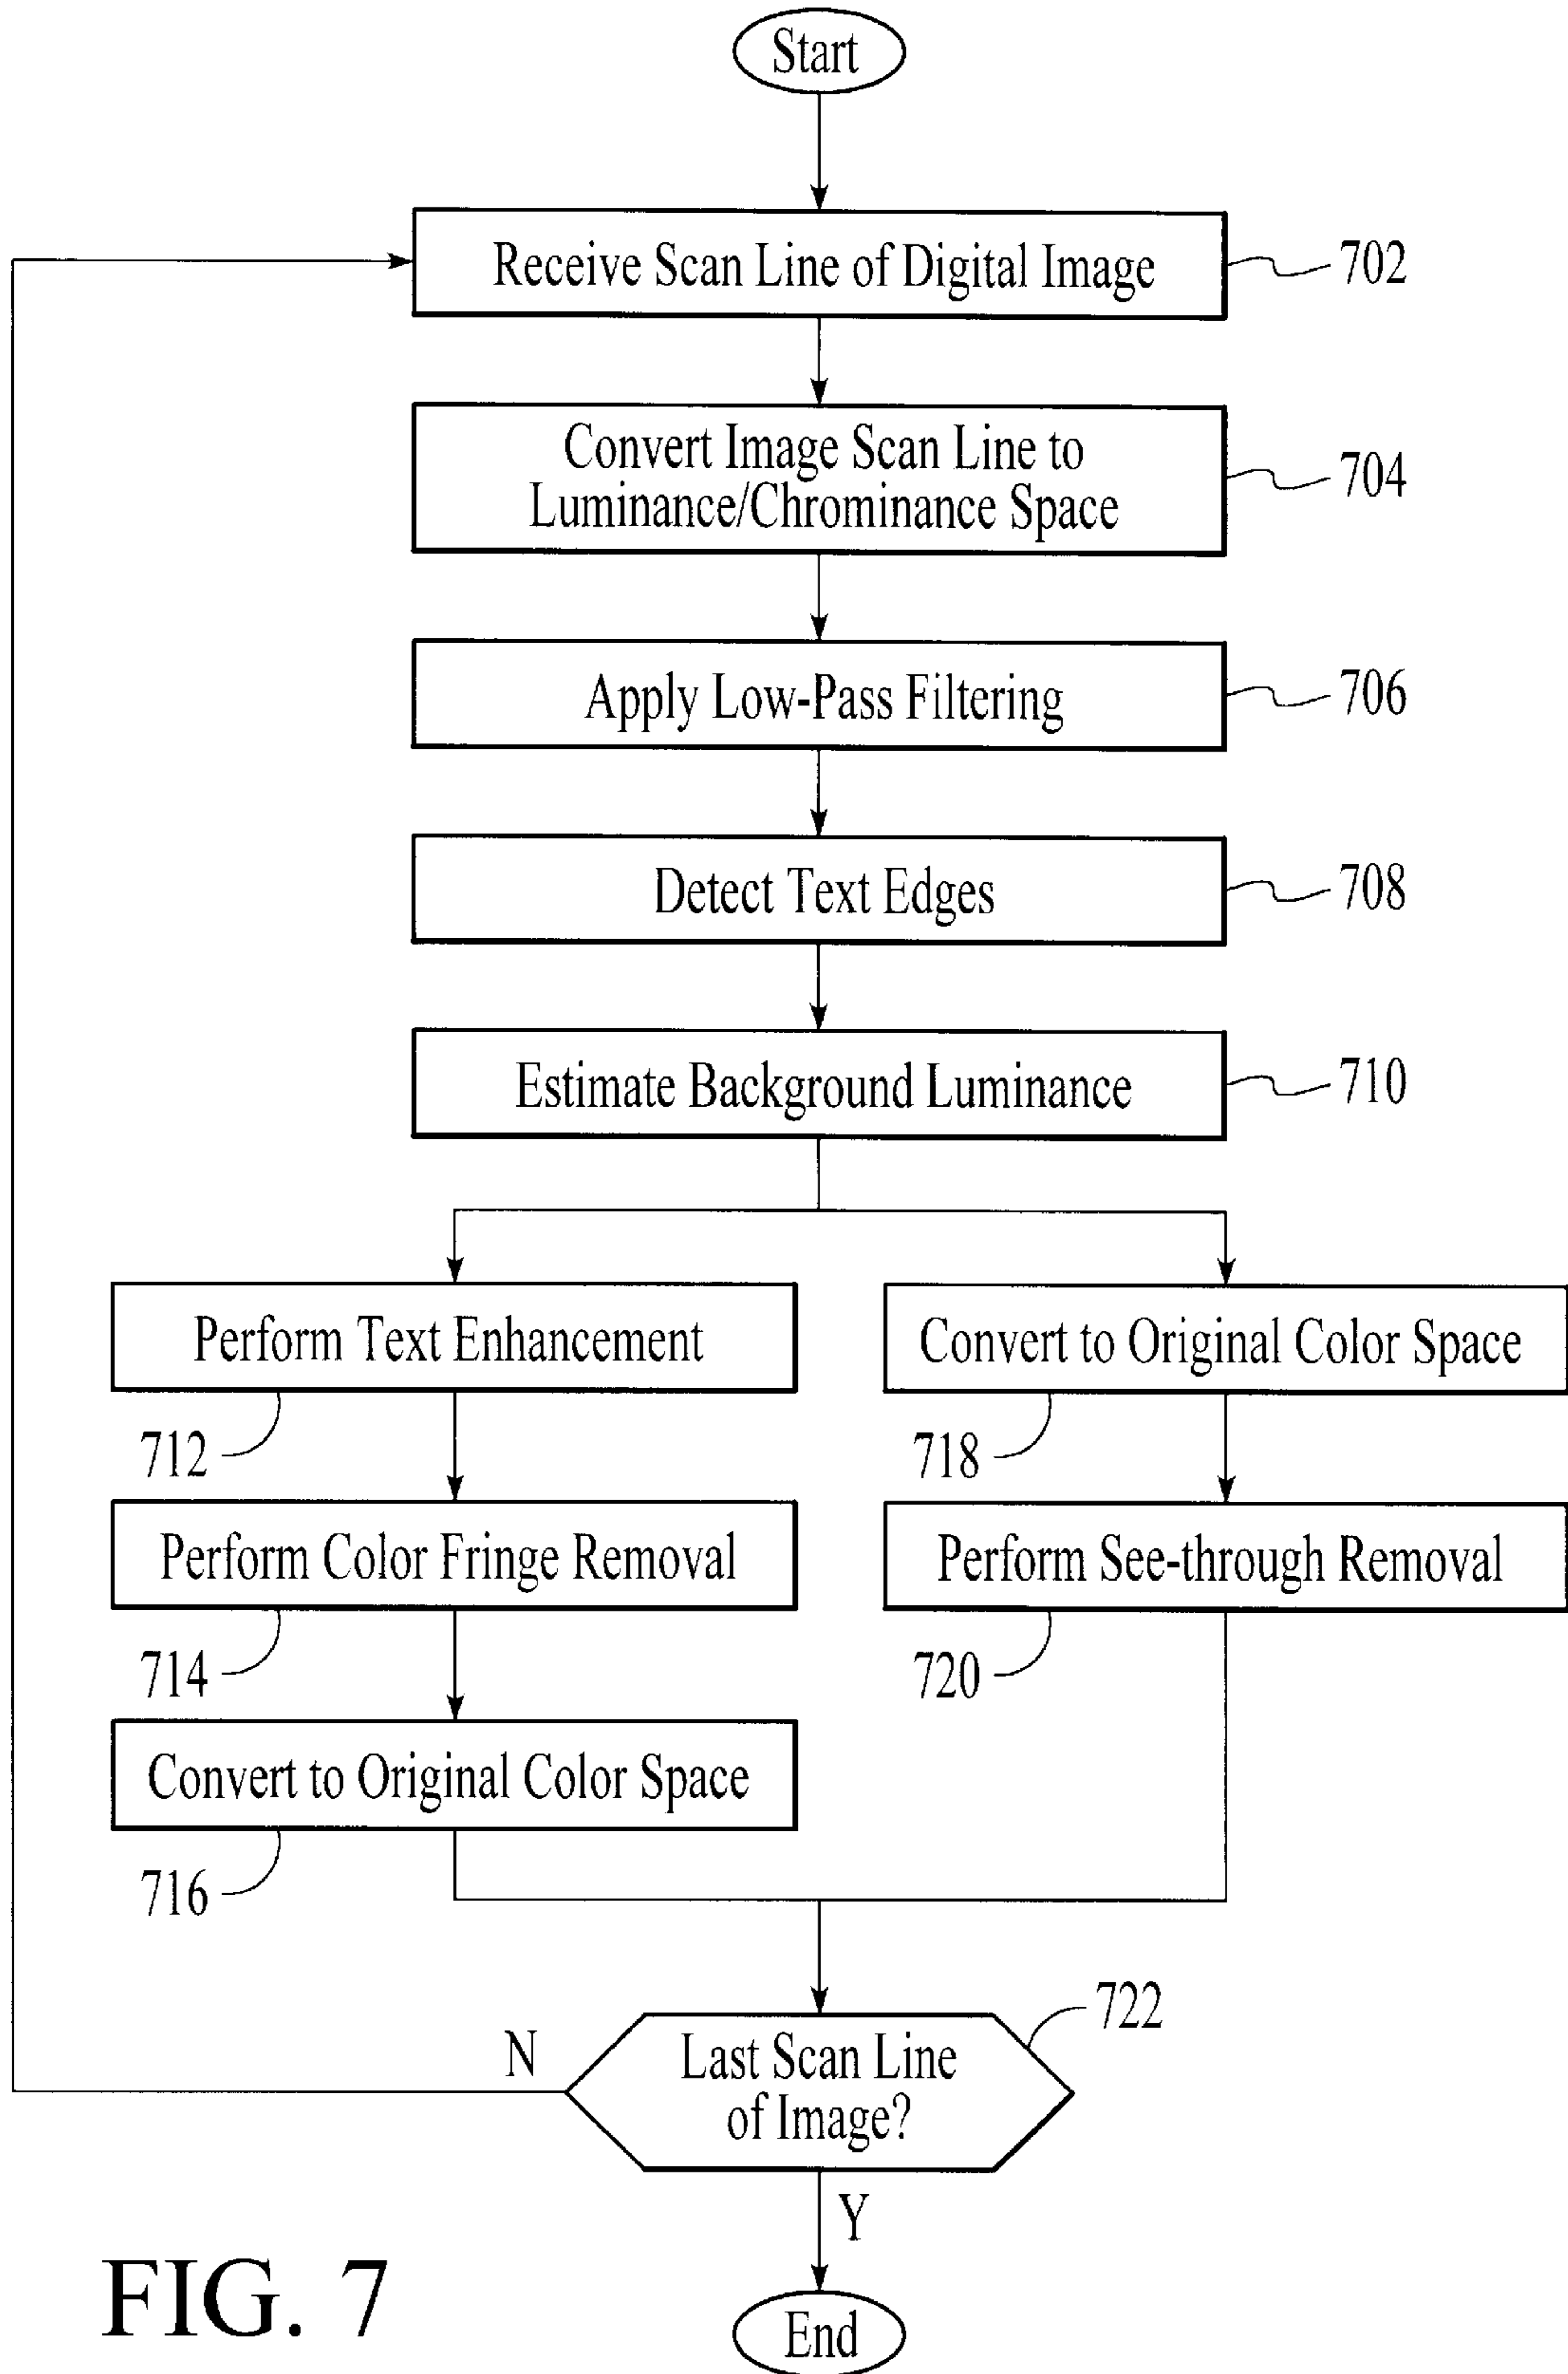 Start
Receive Scan Line of Digital Image
702
Convert Image Scan Line to
Luminance/Chrominance Space
704
Apply Low-Pass Filtering
706
Detect Text Edges
708
Estimate Background Luminance
710
Perform Text Enhancement
712
Perform Color Fringe Removal
714
Convert to Original Color Space
716
Convert to Original Color Space
718
Perform See-through Removal
720
Last Scan Line
of Image?
722
N
Y
End
FIG. 7